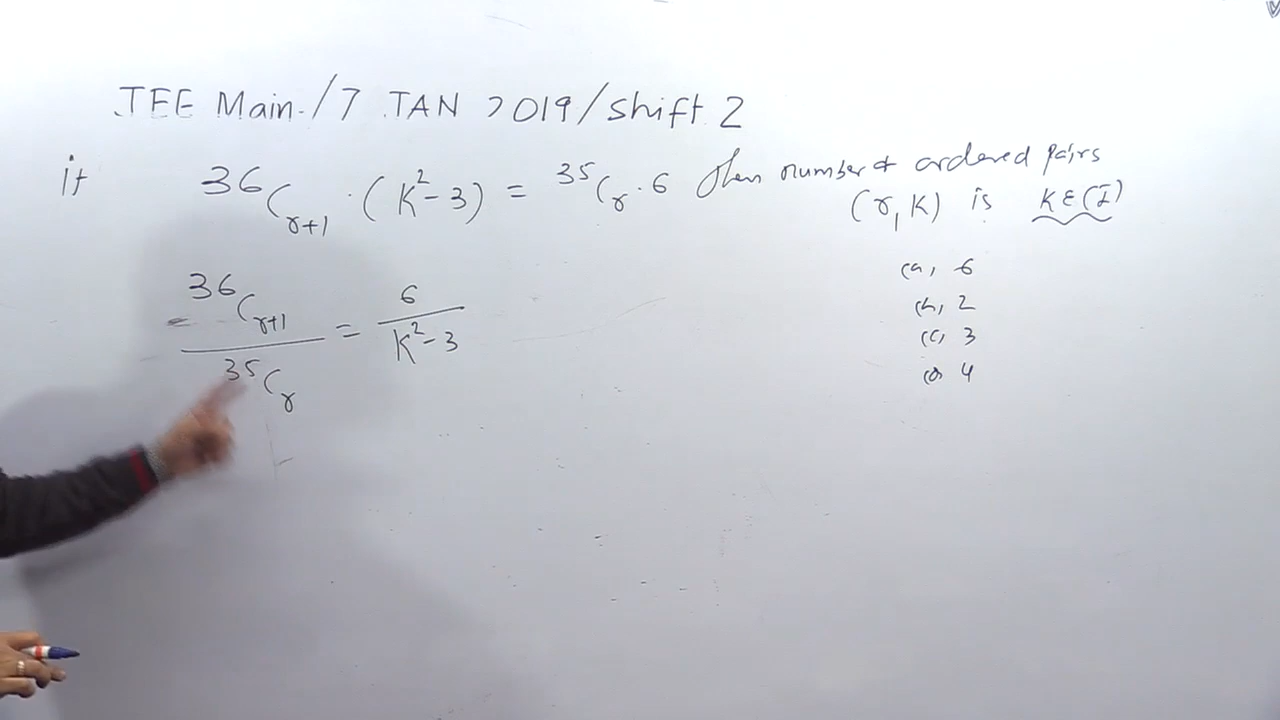 JEE Main./7 JAN 2019/Shift 2
if 36C_{r+1} · (K²-3) = 35C_r · 6 then number of ordered pairs
(r, K) is K∈(I)
36C_{r+1} / 35C_r = 6 / K²-3
(a, 6
(b, 2
(c, 3
(d, 4